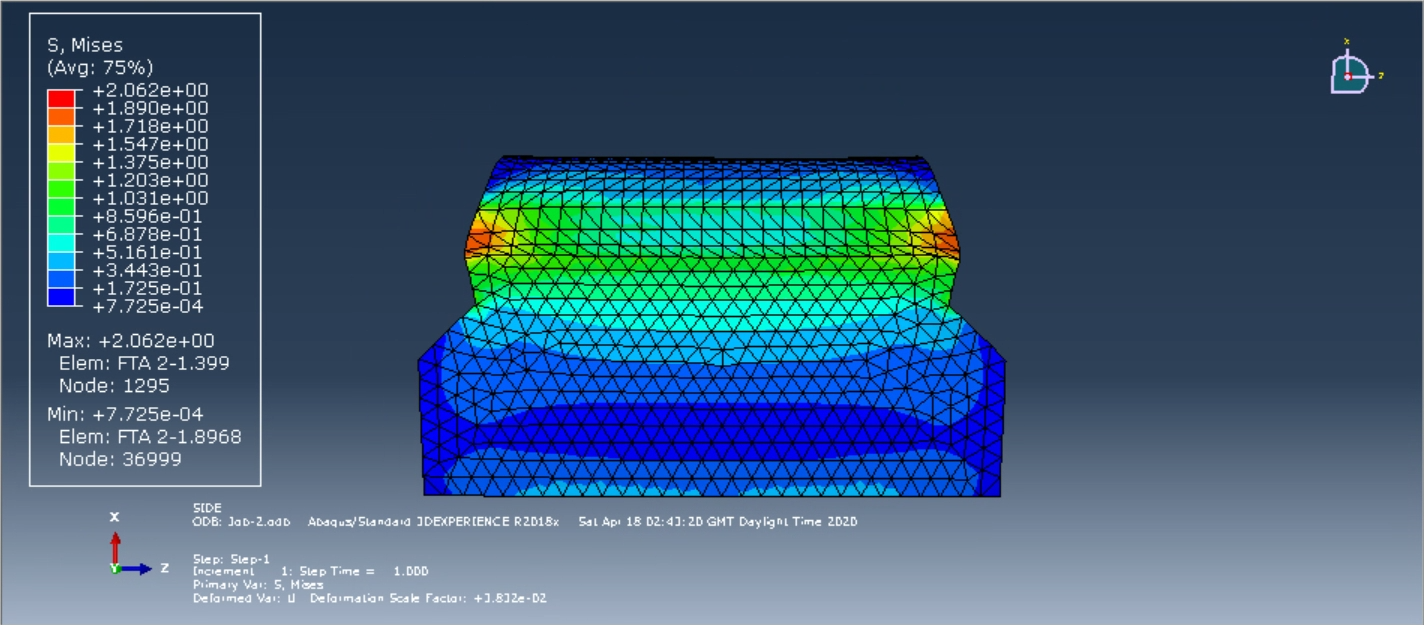 S, Mises
(Avg: 75%)
+2.062e+00
+1.890e+00
+1.718e+00
+1.547e+00
+1.375e+00
+1.203e+00
+1.031e+00
+8.596e-01
+6.878e-01
+5.161e-01
+3.443e-01
+1.725e-01
+7.725e-04
Max: +2.062e+00
Elem: FTA 2-1.399
Node: 1295
Min: +7.725e-04
Elem: FTA 2-1.8968
Node: 36999
X
Z
X
Y
Z
SIDE
ODB: Job-2.odb Abaqus/Standard 3DEXPERIENCE R2018x Sat Apr 18 02:43:20 GMT Daylight Time 2020
Step: Step-1
Increment 1: Step Time = 1.000
Primary Var: S, Mises
Deformed Var: U Deformation Scale Factor: +3.832e-02